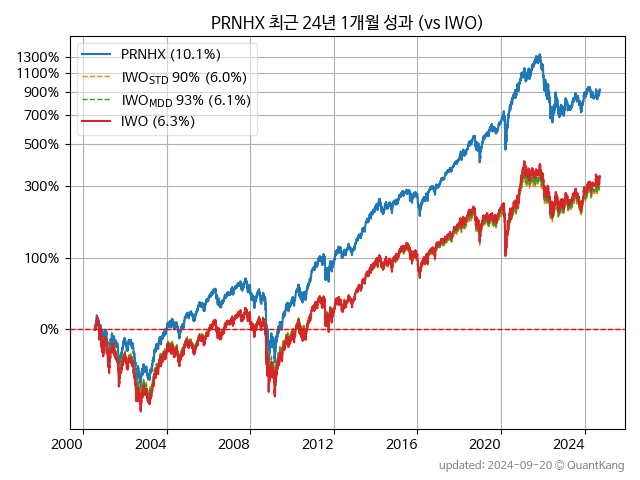 PRNHX 최근 24년 1개월 성과 (vs IWO)
PRNHX (10.1%)
IWO_STD 90% (6.0%)
IWO_MDD 93% (6.1%)
IWO (6.3%)
1300%
1100%
900%
700%
500%
300%
100%
0%
2000 2004 2008 2012 2016 2020 2024
updated: 2024-09-20 © QuantKang